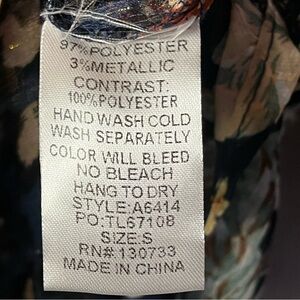 97%POLYESTER
3%METALLIC
CONTRAST:
100%POLYESTER
HAND WASH COLD
WASH SEPARATELY
COLOR WILL BLEED
NO BLEACH
HANG TO DRY
STYLE:A6414
PO:TL67108
SIZE:S
RN#:130733
MADE IN CHINA